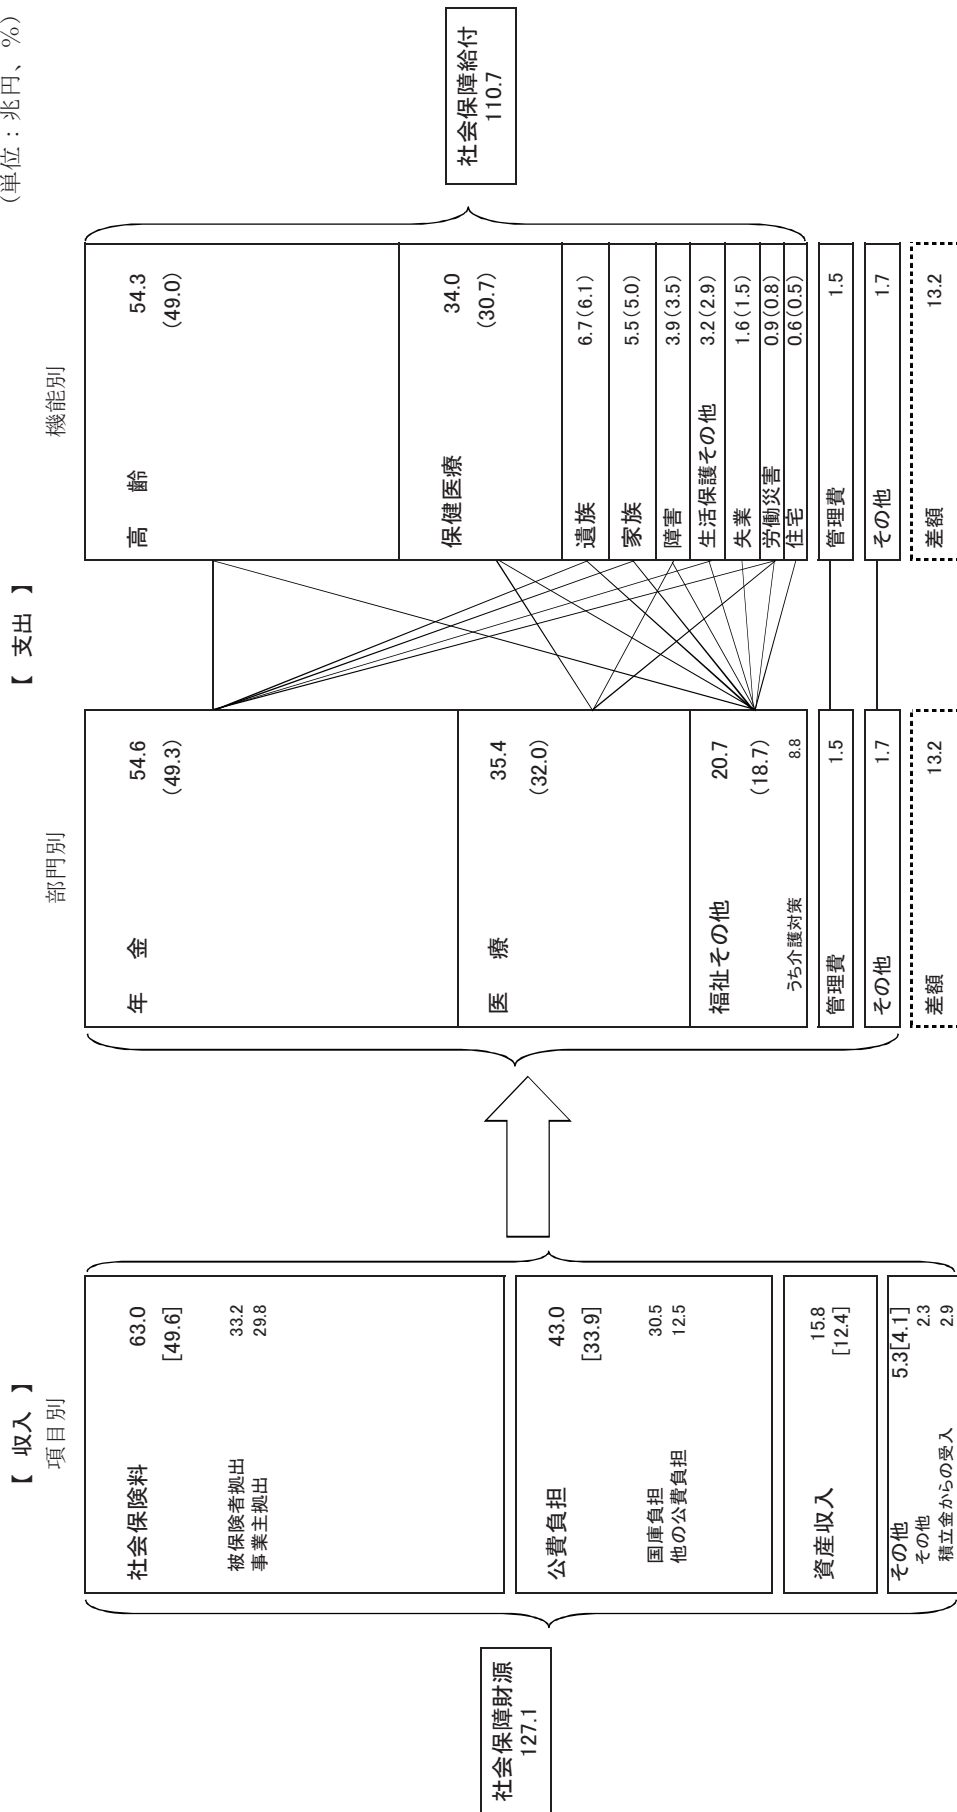 (単位：兆円、%)
【 収入 】
項目別
社会保障財源
127.1
社会保険料
63.0
[49.6]
被保険者拠出 33.2
事業主拠出 29.8
公費負担
43.0
[33.9]
国庫負担 30.5
他の公費負担 12.5
資産収入
15.8
[12.4]
その他 5.3[4.1]
その他 2.3
積立金からの受入 2.9
【 支出 】
部門別
年 金
54.6
(49.3)
医 療
35.4
(32.0)
福祉その他
20.7
(18.7)
うち介護対策 8.8
管理費 1.5
その他 1.7
差額 13.2
機能別
高 齢
54.3
(49.0)
保健医療
34.0
(30.7)
遺族 6.7(6.1)
家族 5.5(5.0)
障害 3.9(3.5)
生活保護その他 3.2(2.9)
失業 1.6(1.5)
労働災害 0.9(0.8)
住宅 0.6(0.5)
管理費 1.5
その他 1.7
差額 13.2
社会保障給付
110.7